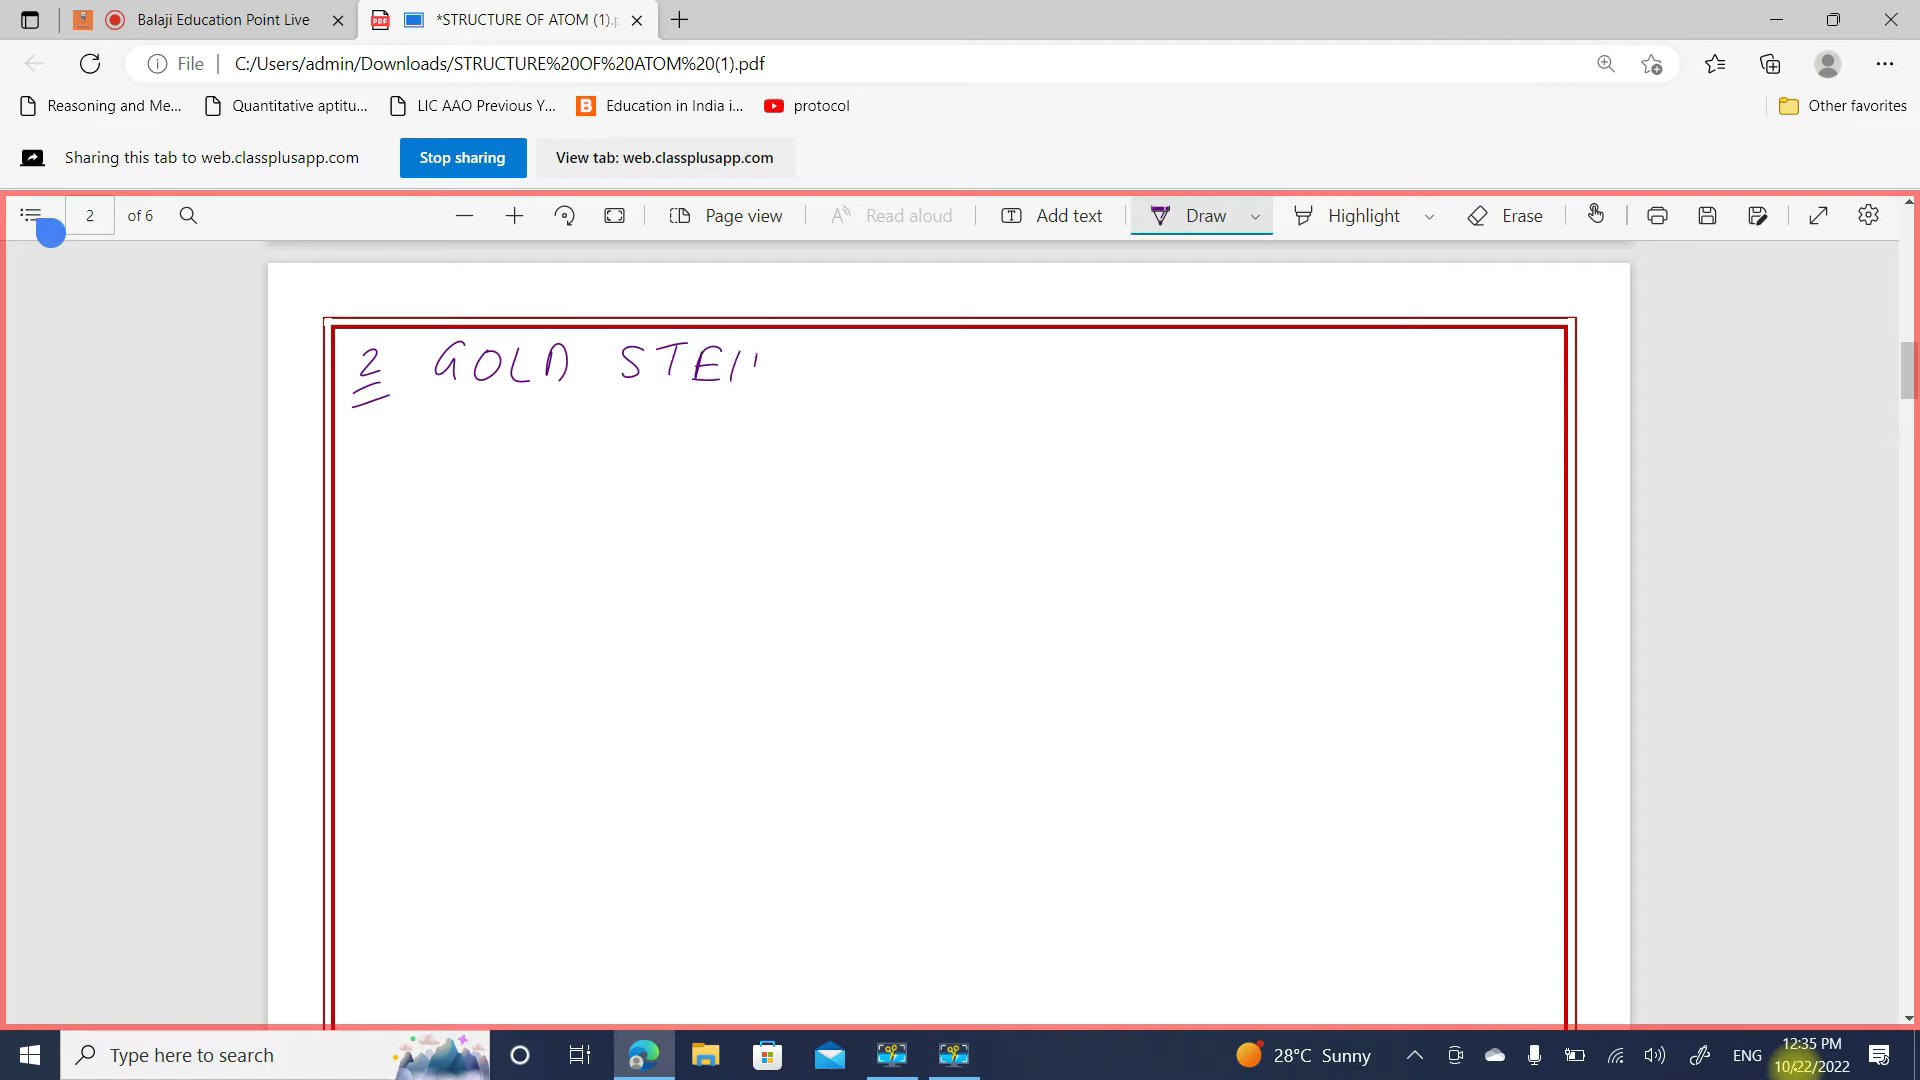 Balaji Education Point Live
*STRUCTURE OF ATOM (1).p
File C:/Users/admin/Downloads/STRUCTURE%20OF%20ATOM%20(1).pdf
Reasoning and Me... Quantitative aptitu... LIC AAO Previous Y... Education in India i... protocol Other favorites
Sharing this tab to web.classplusapp.com Stop sharing View tab: web.classplusapp.com
2 of 6 Page view Read aloud Add text Draw Highlight Erase
2 GOLD
Type here to search 28°C Sunny ENG 12:35 PM
10/22/2022